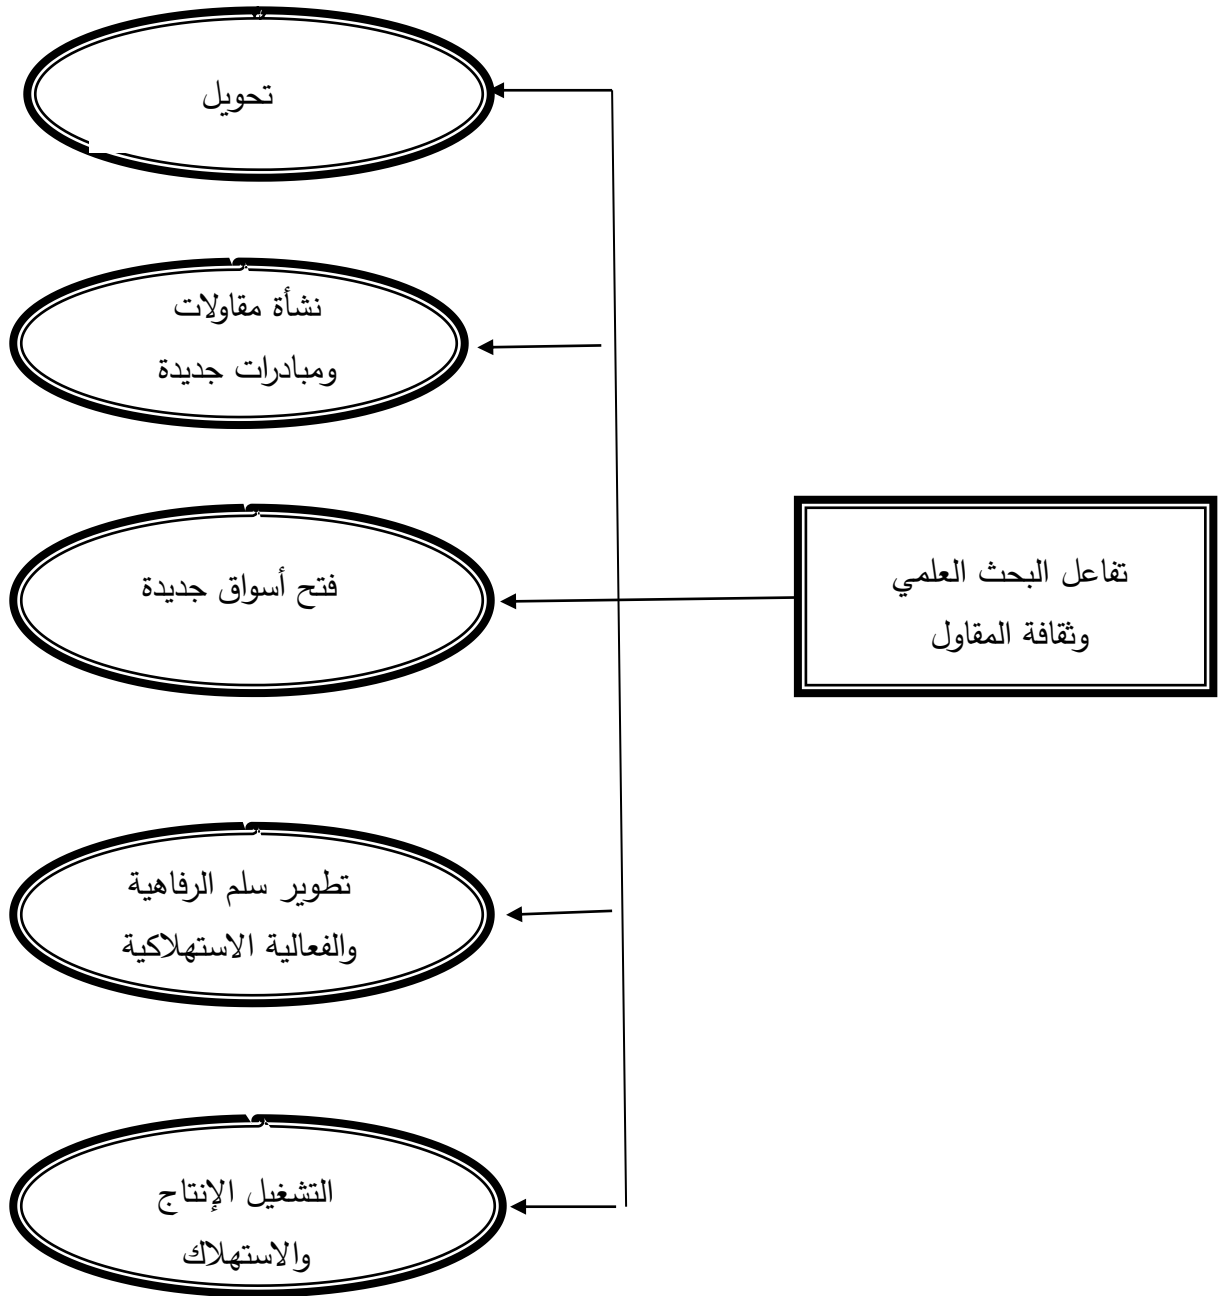 تحويل
نشأة مقاولات
ومبادرات جديدة
فتح أسواق جديدة
تفاعل البحث العلمي
وثقافة المقاول
تطوير سلم الرفاهية
والفعالية الاستهلاكية
التشغيل الإنتاج
والاستهلاك